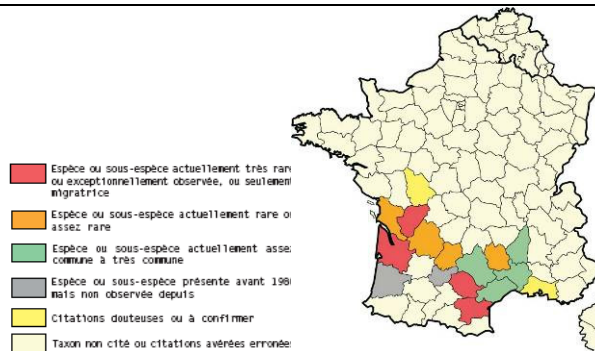 Espèce ou sous-espèce actuellement très rare
ou exceptionnellement observée, ou seulement
migratrice
Espèce ou sous-espèce actuellement rare ou
assez rare
Espèce ou sous-espèce actuellement assez
commune à très commune
Espèce ou sous-espèce présente avant 1980
mais non observée depuis
Citations douteuses ou à confirmer
Taxon non cité ou citations avérées erronées